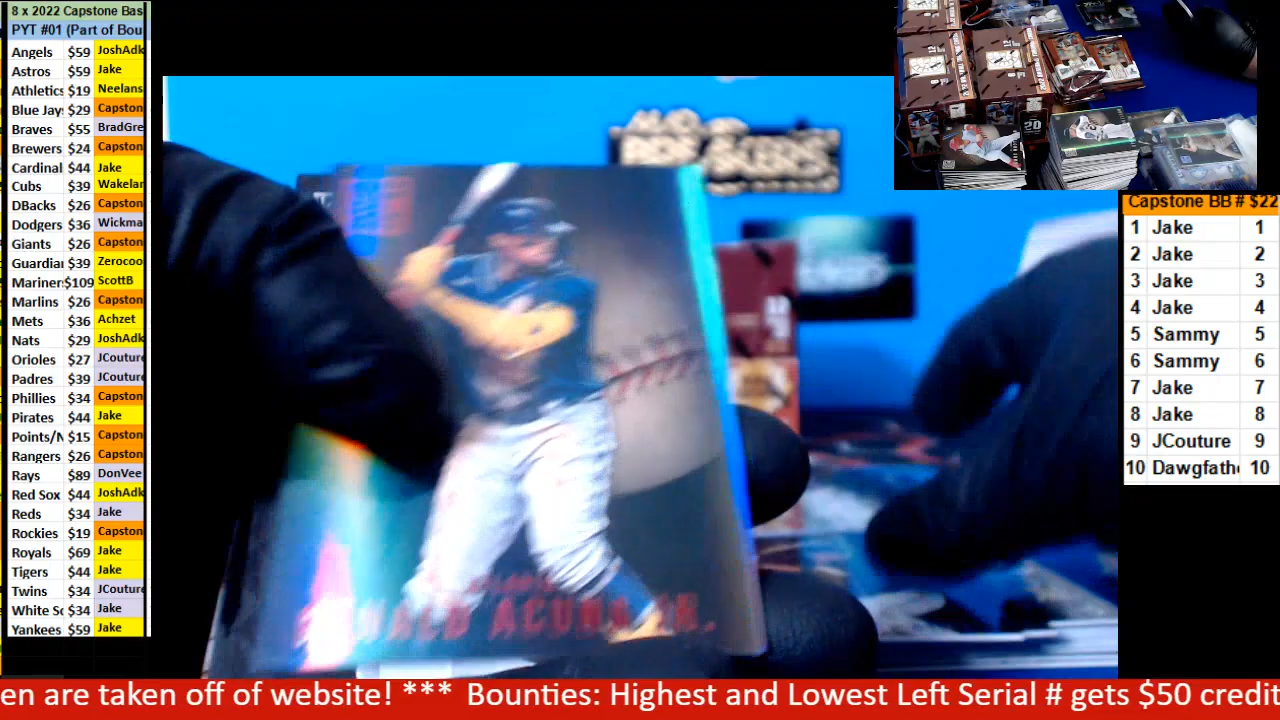 8 x 2022 Capstone Bas
PYT #01 (Part of Bou
Angels $59 JoshAdk
Astros $59 Jake
Athletics $19 Neelans
Blue Jay $29 Capston
Braves $55 BradGre
Brewers $24 Capston
Cardinal $44 Jake
Cubs $39 Wakelar
DBacks $26 Capston
Dodgers $36 Wickma
Giants $26 Capston
Guardian $39 Zerocoo
Mariner $109 ScottB
Marlins $26 Capston
Mets $36 Achzet
Nats $29 JoshAdk
Orioles $27 JCouture
Padres $39 JCouture
Phillies $34 Capston
Pirates $44 Jake
Points/N $15 Capston
Rangers $26 Capston
Rays $89 DonVee
Red Sox $44 JoshAdk
Reds $34 Jake
Rockies $19 Capston
Royals $69 Jake
Tigers $44 Jake
Twins $34 JCouture
White So $34 Jake
Yankees $59 Jake
RONALD ACUNA JR.
20
Capstone BB # $22
1 Jake 1
2 Jake 2
3 Jake 3
4 Jake 4
5 Sammy 5
6 Sammy 6
7 Jake 7
8 Jake 8
9 JCouture 9
10 Dawgfath 10
en are taken off of website! *** Bounties: Highest and Lowest Left Serial # gets $50 credit